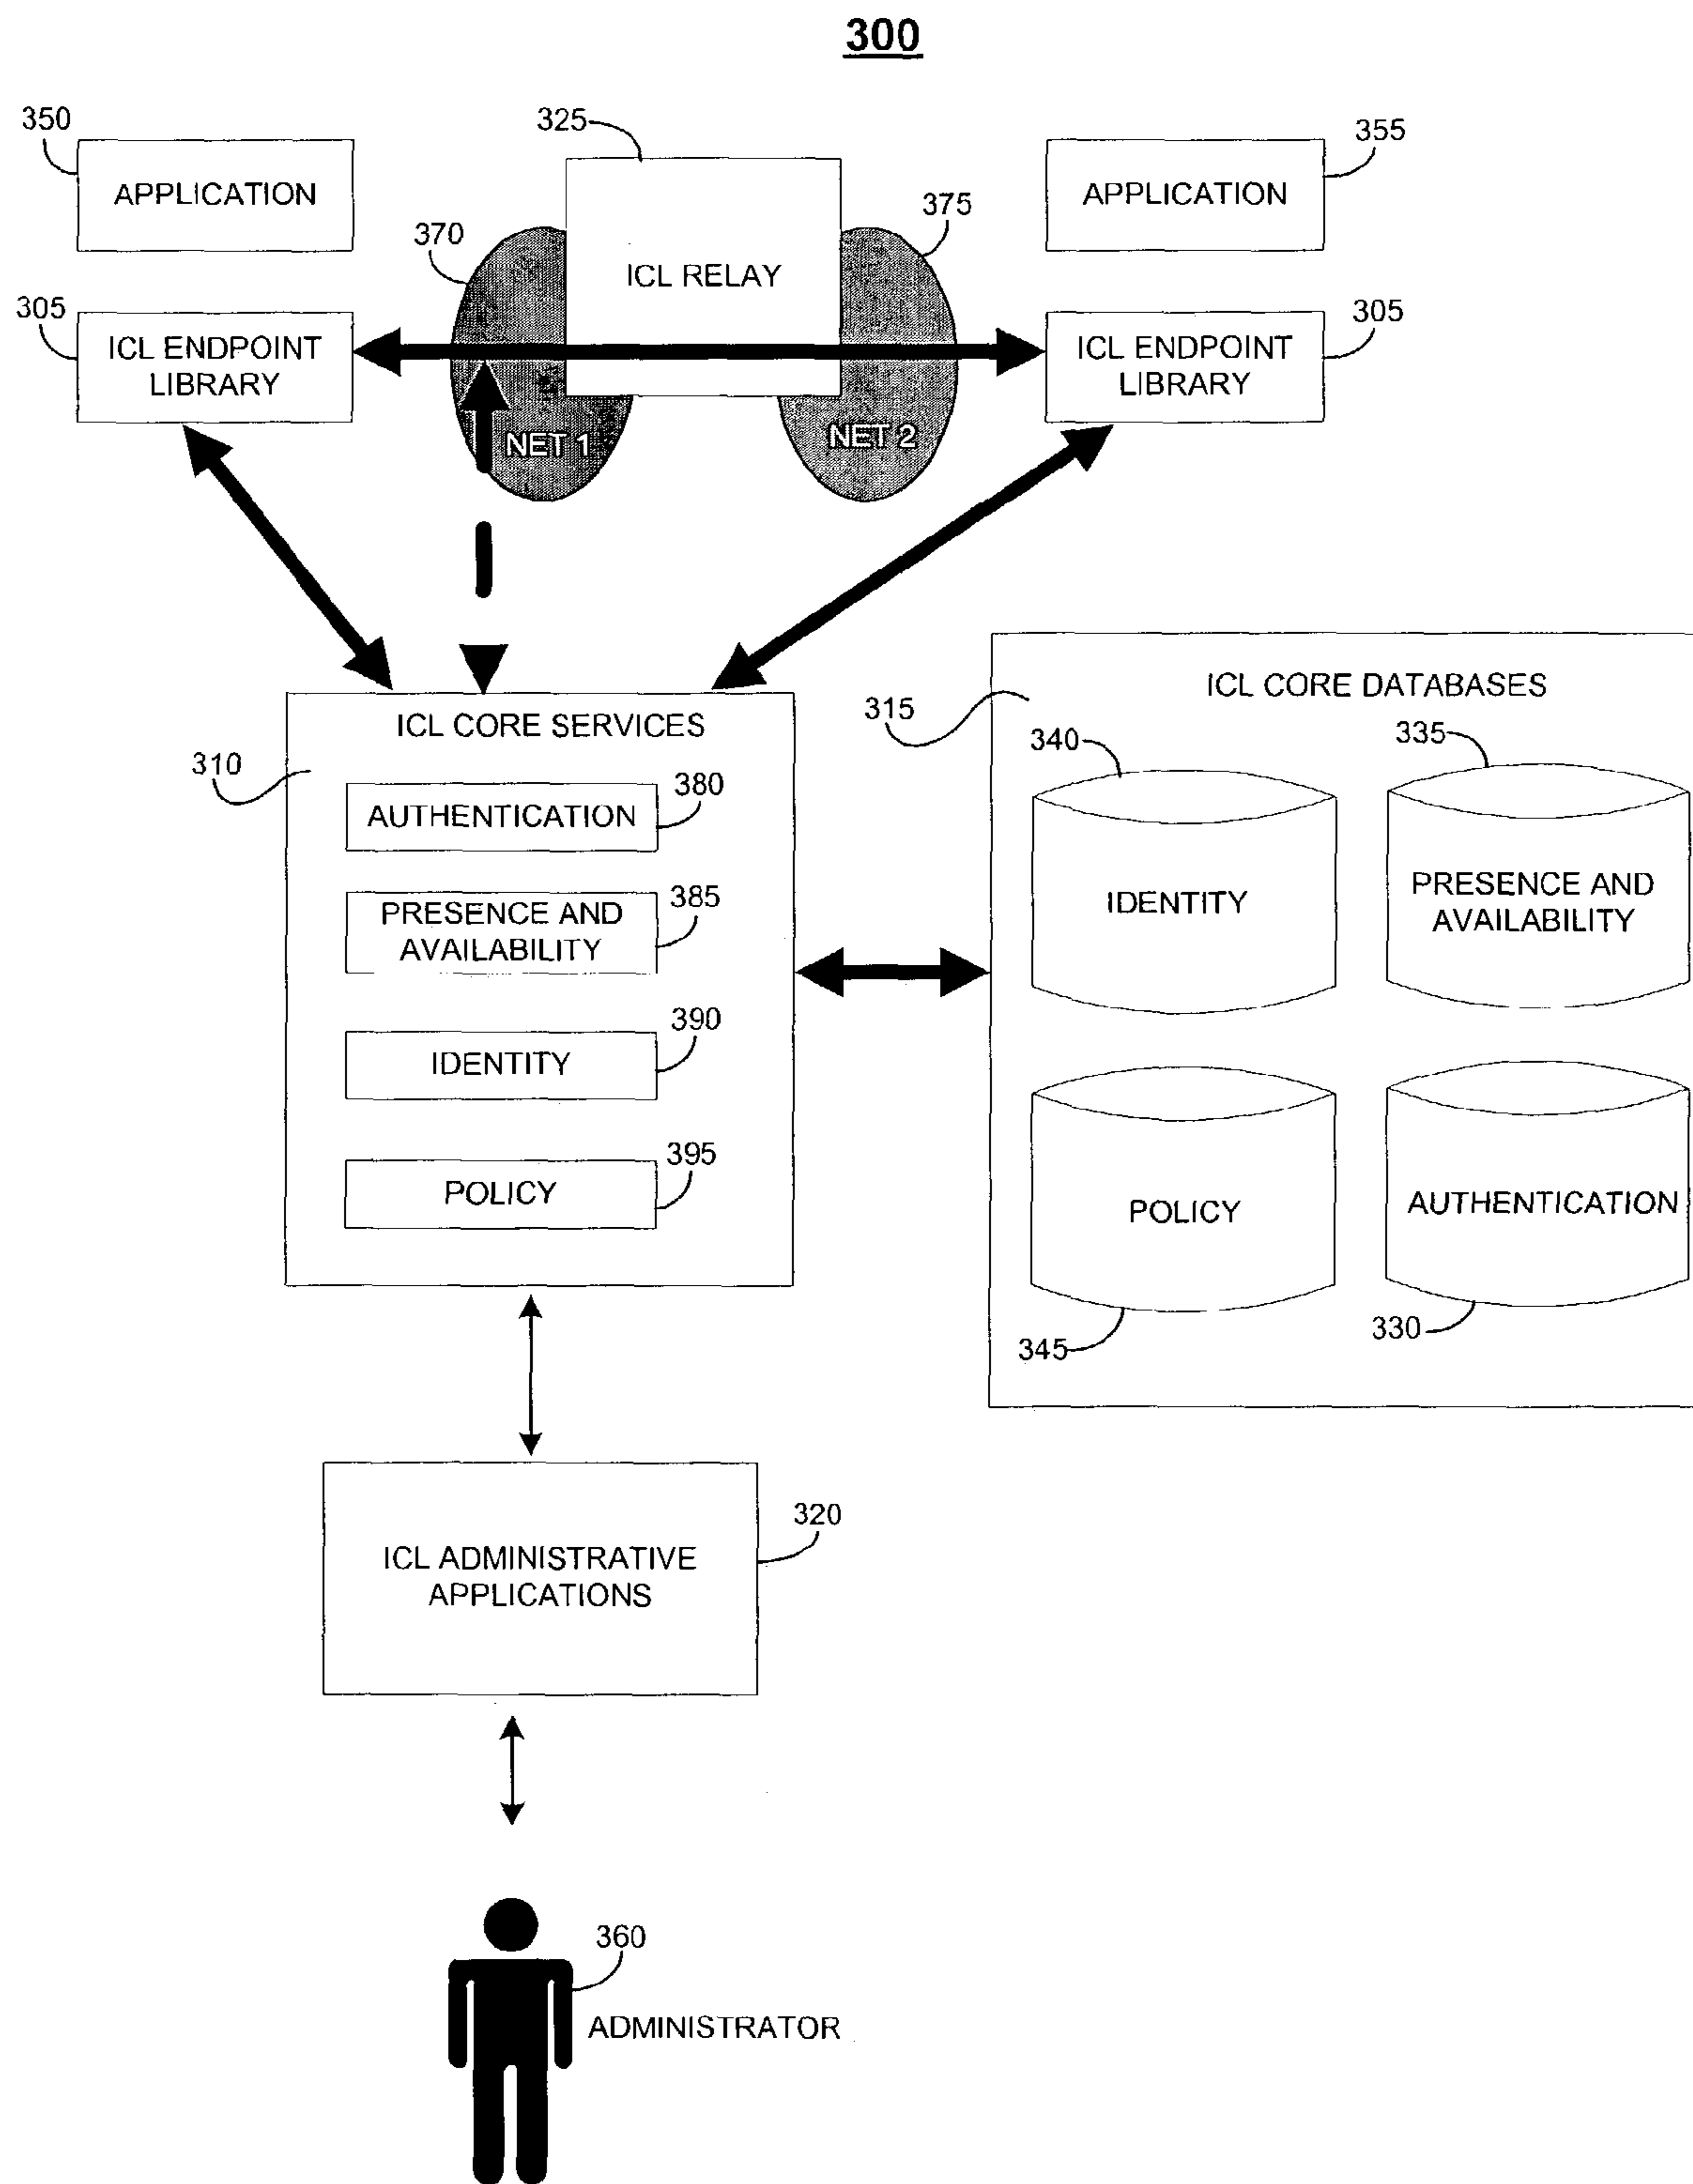 300
350
325
355
APPLICATION
APPLICATION
370
375
ICL RELAY
305
305
ICL ENDPOINT
LIBRARY
ICL ENDPOINT
LIBRARY
NET 1
NET 2
ICL CORE SERVICES
310
AUTHENTICATION
380
PRESENCE AND
AVAILABILITY
385
IDENTITY
390
POLICY
395
315
ICL CORE DATABASES
340
335
IDENTITY
PRESENCE AND
AVAILABILITY
POLICY
AUTHENTICATION
345
330
ICL ADMINISTRATIVE
APPLICATIONS
320
360
ADMINISTRATOR